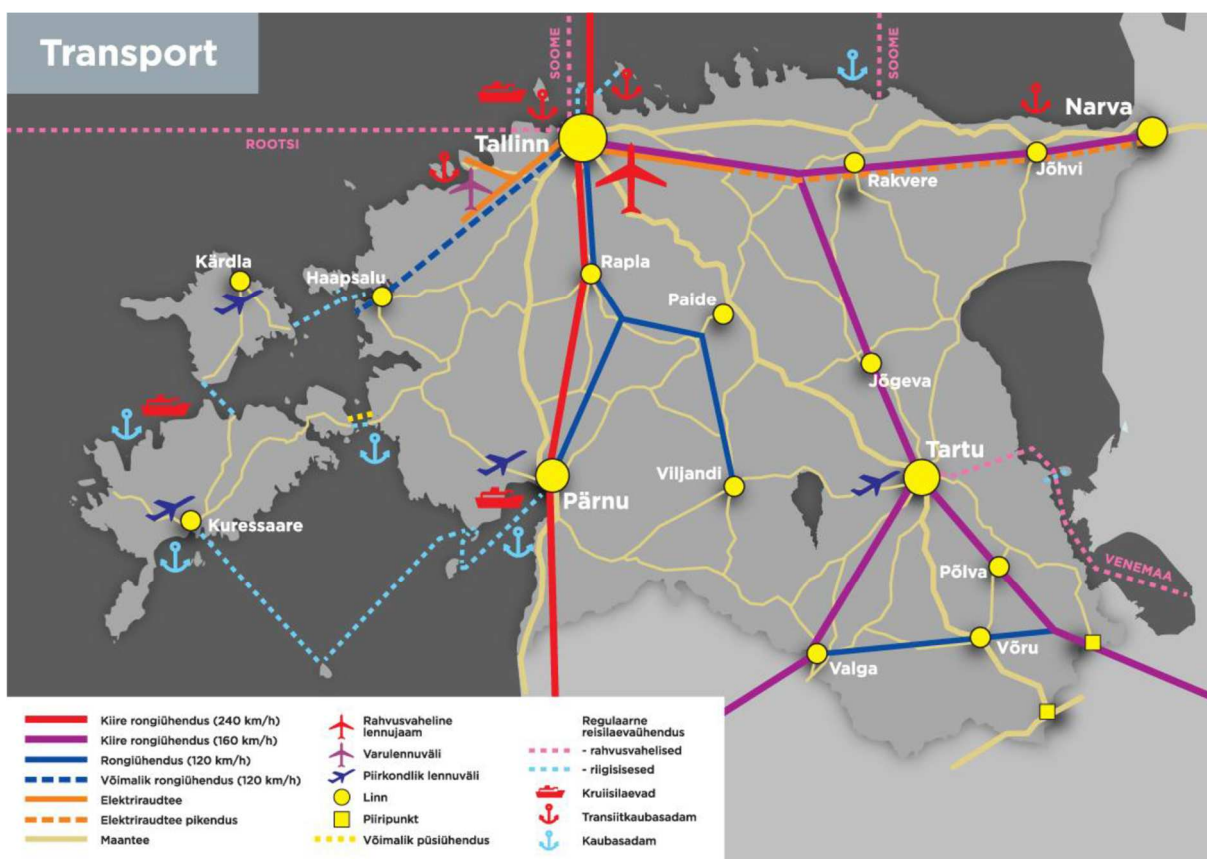 Transport
SOOME
SOOME
ROOTSI
Tallinn
Narva
Rakvere
Jõhvi
Kärdla
Haapsalu
Rapla
Paide
Jõgeva
Tartu
Viljandi
Pärnu
Kuressaare
Põlva
VENEMAA
Võru
Valga
Kiire rongiühendus (240 km/h)
Kiire rongiühendus (160 km/h)
Rongiühendus (120 km/h)
Võimalik rongiühendus (120 km/h)
Elektriraudtee
Elektriraudtee pikendus
Maantee
Rahvusvaheline
lennujaam
Varulennuväli
Piirkondlik lennuväli
Linn
Piiripunkt
Võimalik püsiühendus
Regulaarne
reisilaevaühendus
- rahvusvahelised
- riigisisesed
Kruiisilaevad
Transiitkaubasadam
Kaubasadam